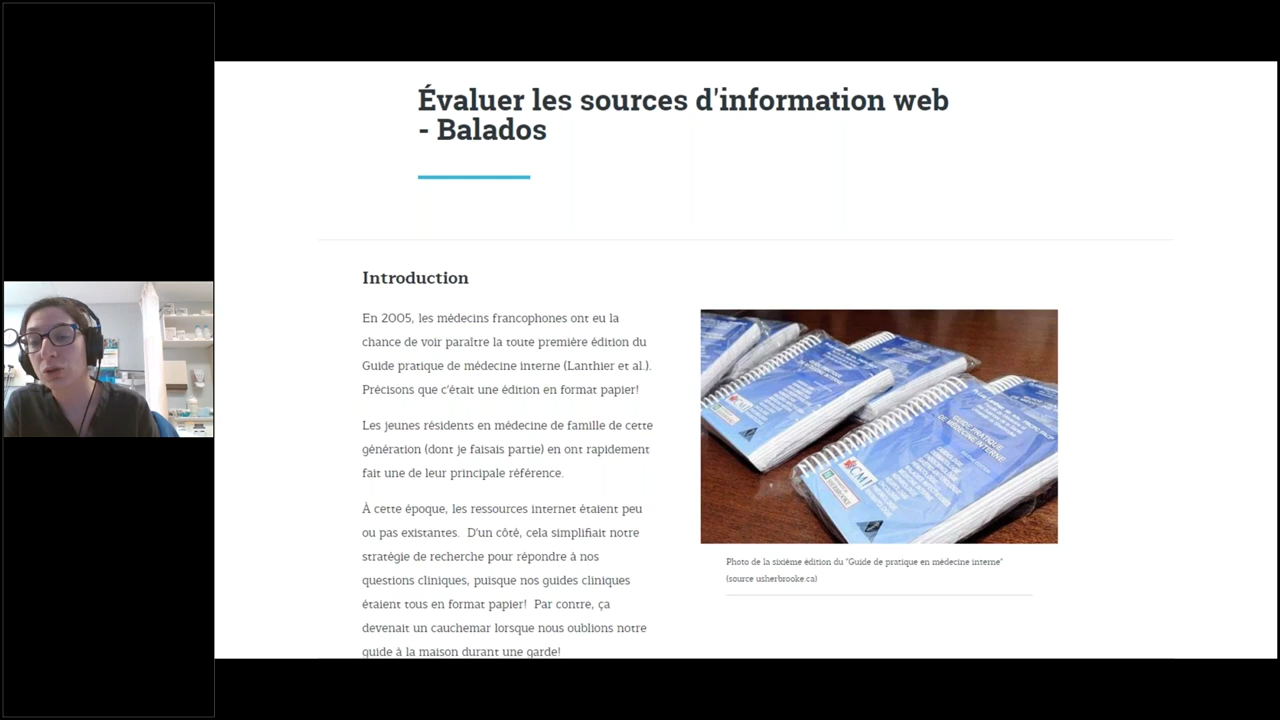 Évaluer les sources d'information web
- Balados
Introduction
En 2005, les médecins francophones ont eu la
chance de voir paraître la toute première édition du
Guide pratique de médecine interne (Lanthier et al.).
Précisons que c'était une édition en format papier!
Les jeunes résidents en médecine de famille de cette
génération (dont je faisais partie) en ont rapidement
fait une de leur principale référence.
À cette époque, les ressources internet étaient peu
ou pas existantes.  D'un côté, cela simplifiait notre
stratégie de recherche pour répondre à nos
questions cliniques, puisque nos guides cliniques
étaient tous en format papier!  Par contre, ça
devenait un cauchemar lorsque nous oublions notre
guide à la maison durant une garde!
GUIDE PRATIQUE
DE MÉDECINE INTERNE
Photo de la sixième édition du "Guide de pratique en médecine interne"
(source usherbrooke.ca)